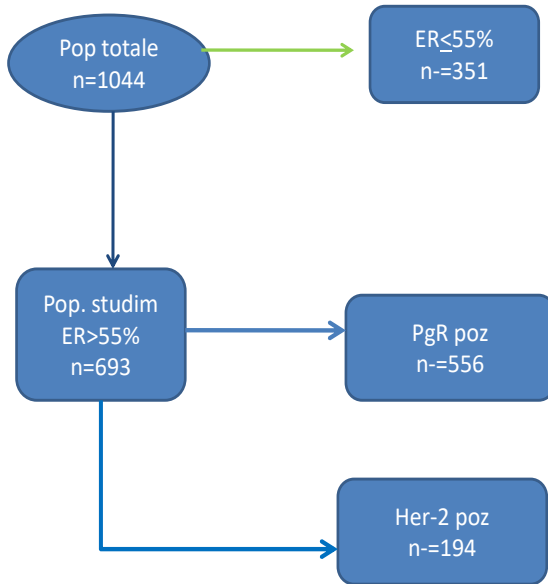 Pop totale
n=1044
ER≤55%
n-=351
Pop. studim
ER>55%
n=693
PgR poz
n-=556
Her-2 poz
n-=194